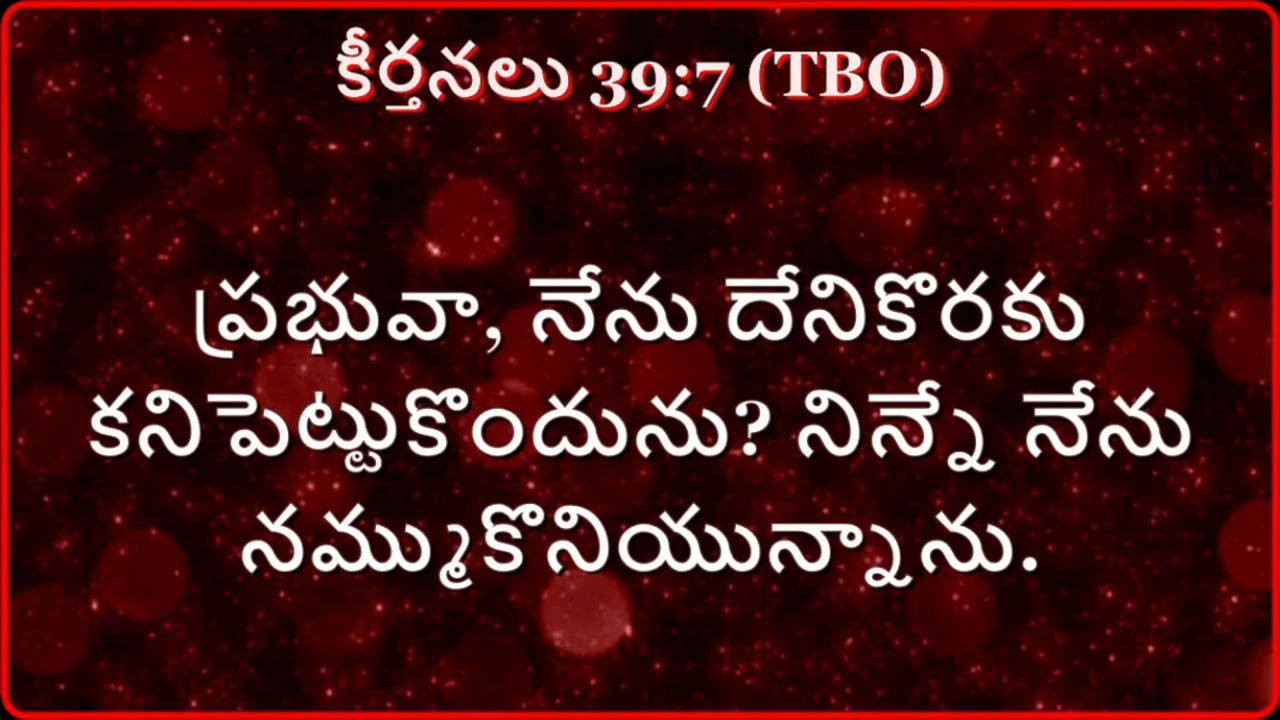 కీర్తనలు 39:7 (TBO)
ప్రభువా, నేను దేనికొరకు
కనిపెట్టుకొందును? నిన్నే నేను
నమ్ముకొనియున్నాను.